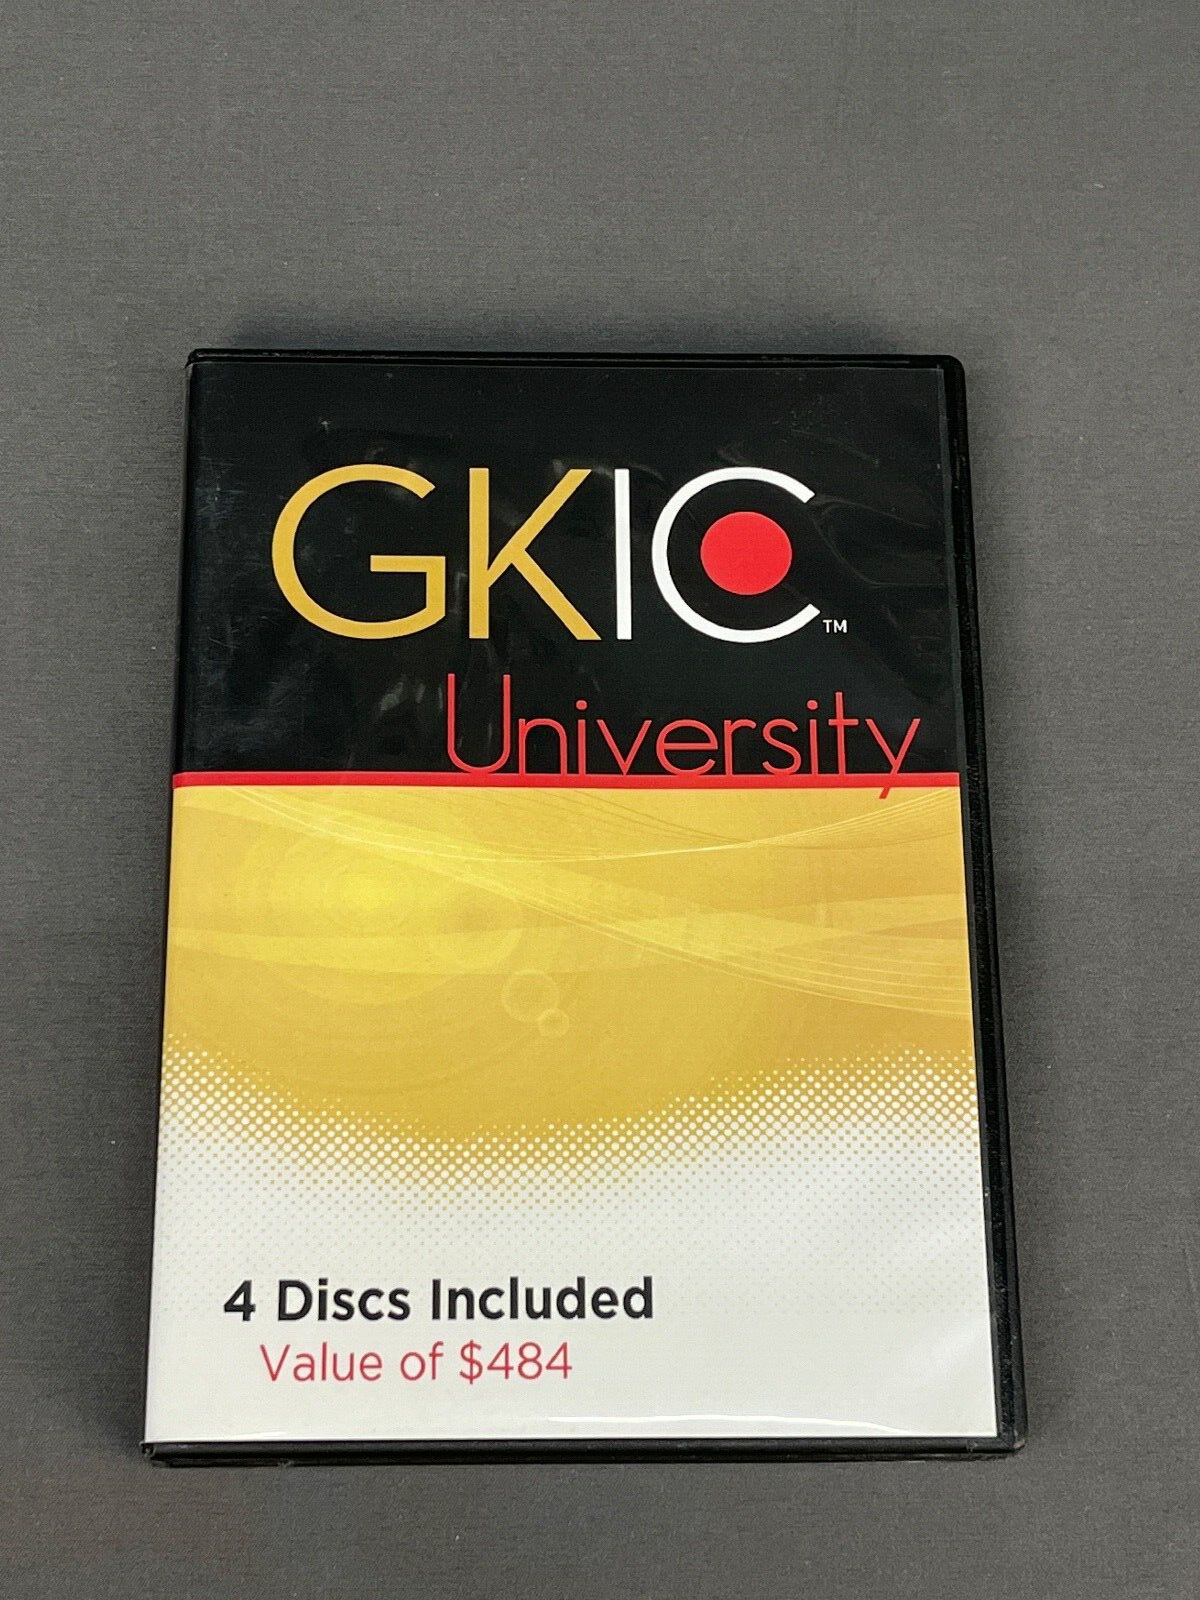 GKIC™
University
4 Discs Included
Value of $484